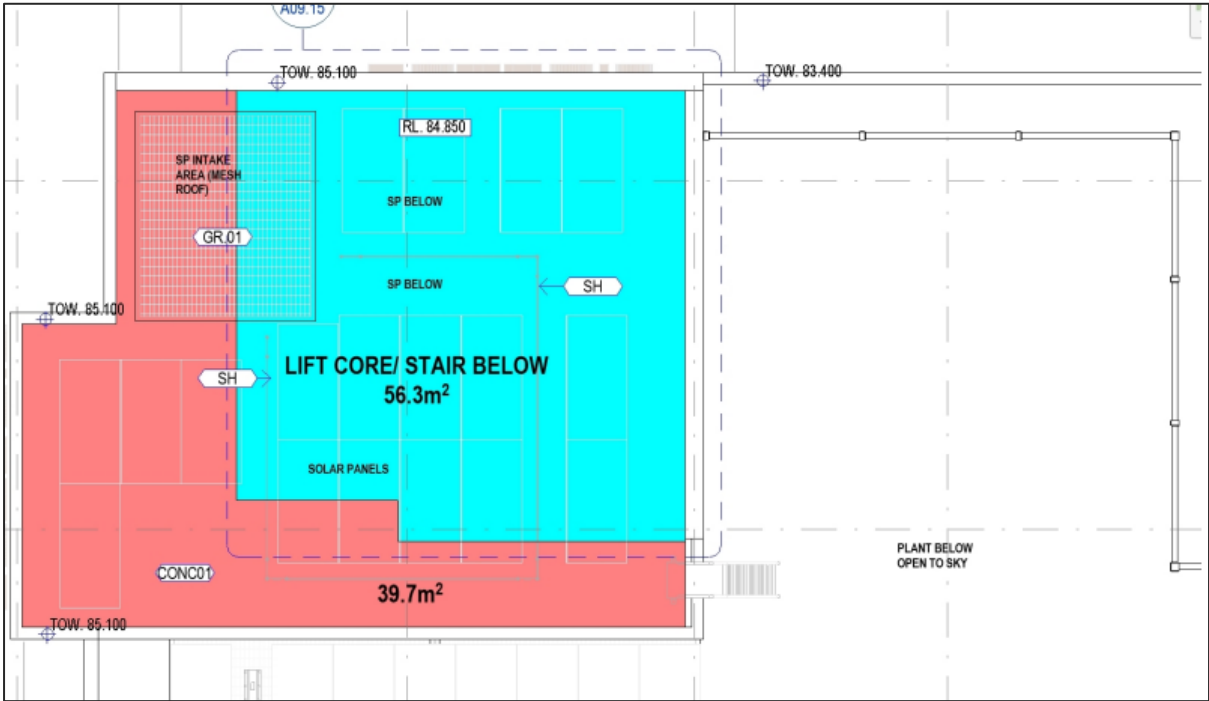 A09.15
TOW. 85.100
TOW. 83.400
RL. 84.850
SP INTAKE
AREA (MESH
ROOF)
SP BELOW
GR.01
SP BELOW
SH
TOW. 85.100
LIFT CORE/ STAIR BELOW
56.3m²
SH
SOLAR PANELS
PLANT BELOW
OPEN TO SKY
CONC01
39.7m²
TOW. 85.100